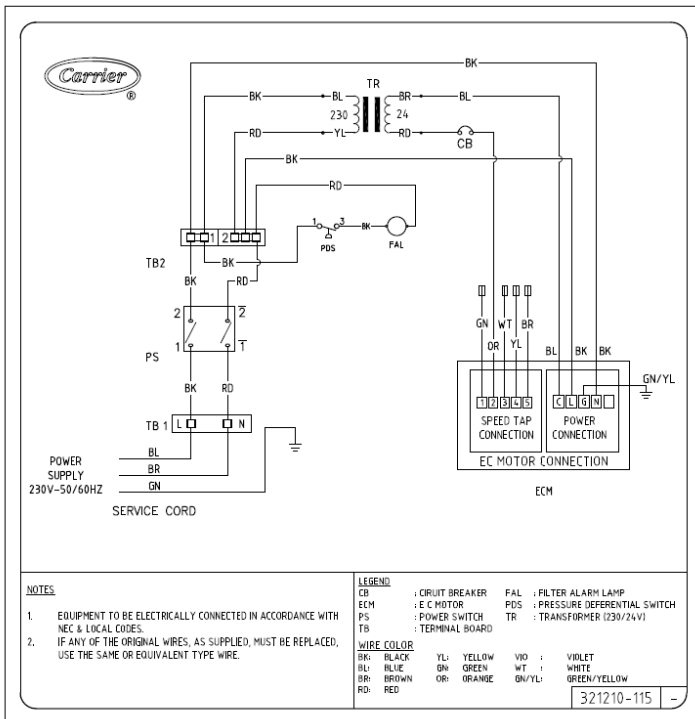 Carrier
®
BK
BK
BL
TR
BR
BL
230
24
RD
YL
RD
CB
BK
RD
1
3
BK
PDS
FAL
1
2
TB2
BK
BK
RD
2
2
1
1
PS
BK
RD
TB 1
L
N
POWER
SUPPLY
230V-50/60HZ
BL
BR
GN
SERVICE CORD
GN
WT
BR
OR
YL
BL
BK
BK
GN/YL
1 2 3 4 5
C L G N
SPEED TAP
CONNECTION
POWER
CONNECTION
EC MOTOR CONNECTION
ECM
NOTES
1. EQUIPMENT TO BE ELECTRICALLY CONNECTED IN ACCORDANCE WITH
NEC & LOCAL CODES.
2. IF ANY OF THE ORIGINAL WIRES, AS SUPPLIED, MUST BE REPLACED,
USE THE SAME OR EQUIVALENT TYPE WIRE.
LEGEND
CB : CIRUIT BREAKER FAL : FILTER ALARM LAMP
ECM : E C MOTOR PDS : PRESSURE DEFERENTIAL SWITCH
PS : POWER SWITCH TR : TRANSFORMER (230/24V)
TB : TERMINAL BOARD
WIRE COLOR
BK: BLACK YL: YELLOW VIO : VIOLET
BL: BLUE GN: GREEN WT : WHITE
BR: BROWN OR: ORANGE GN/YL: GREEN/YELLOW
RD: RED
321210-115 -